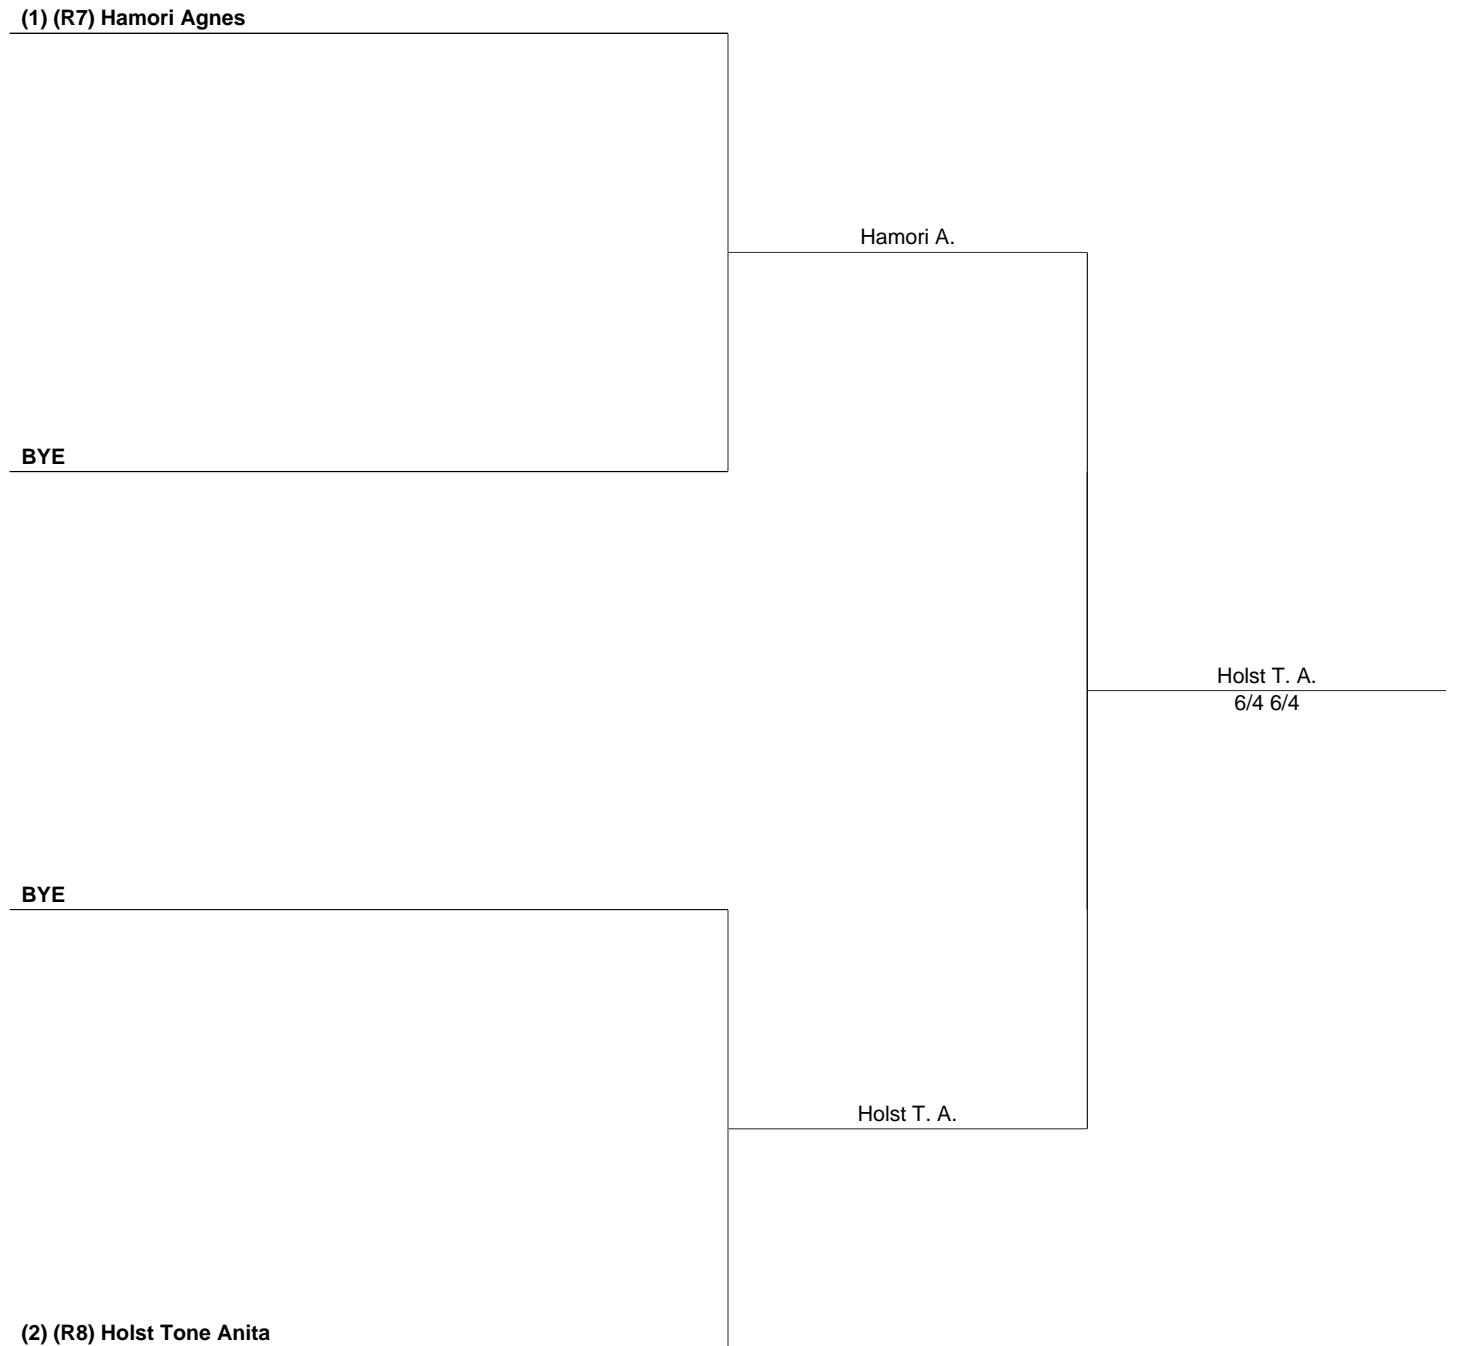 (1) (R7) Hamori Agnes
Hamori A.
BYE
Holst T. A.
6/4 6/4
BYE
Holst T. A.
(2) (R8) Holst Tone Anita